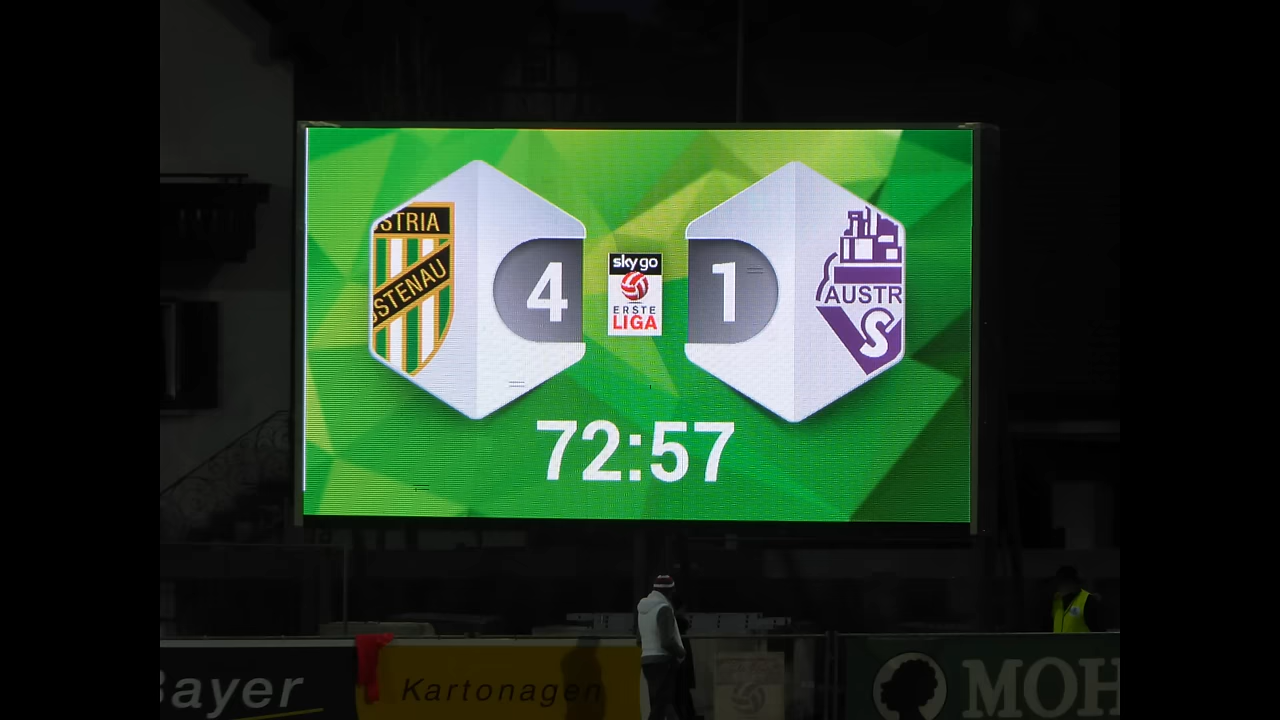 STRIA
STENAU
4
sky go
ERSTE
LIGA
1
AUSTR
S
72:57
Bayer
Kartonagen
MOH